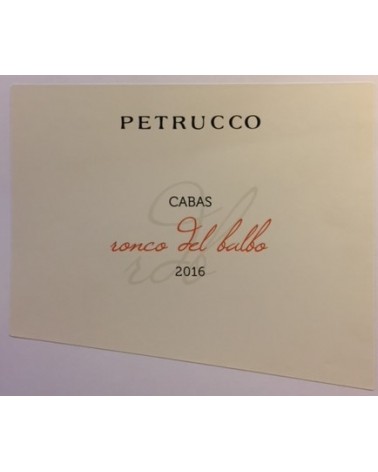 PETRUCCO
CABAS
ronco del balbo
2016